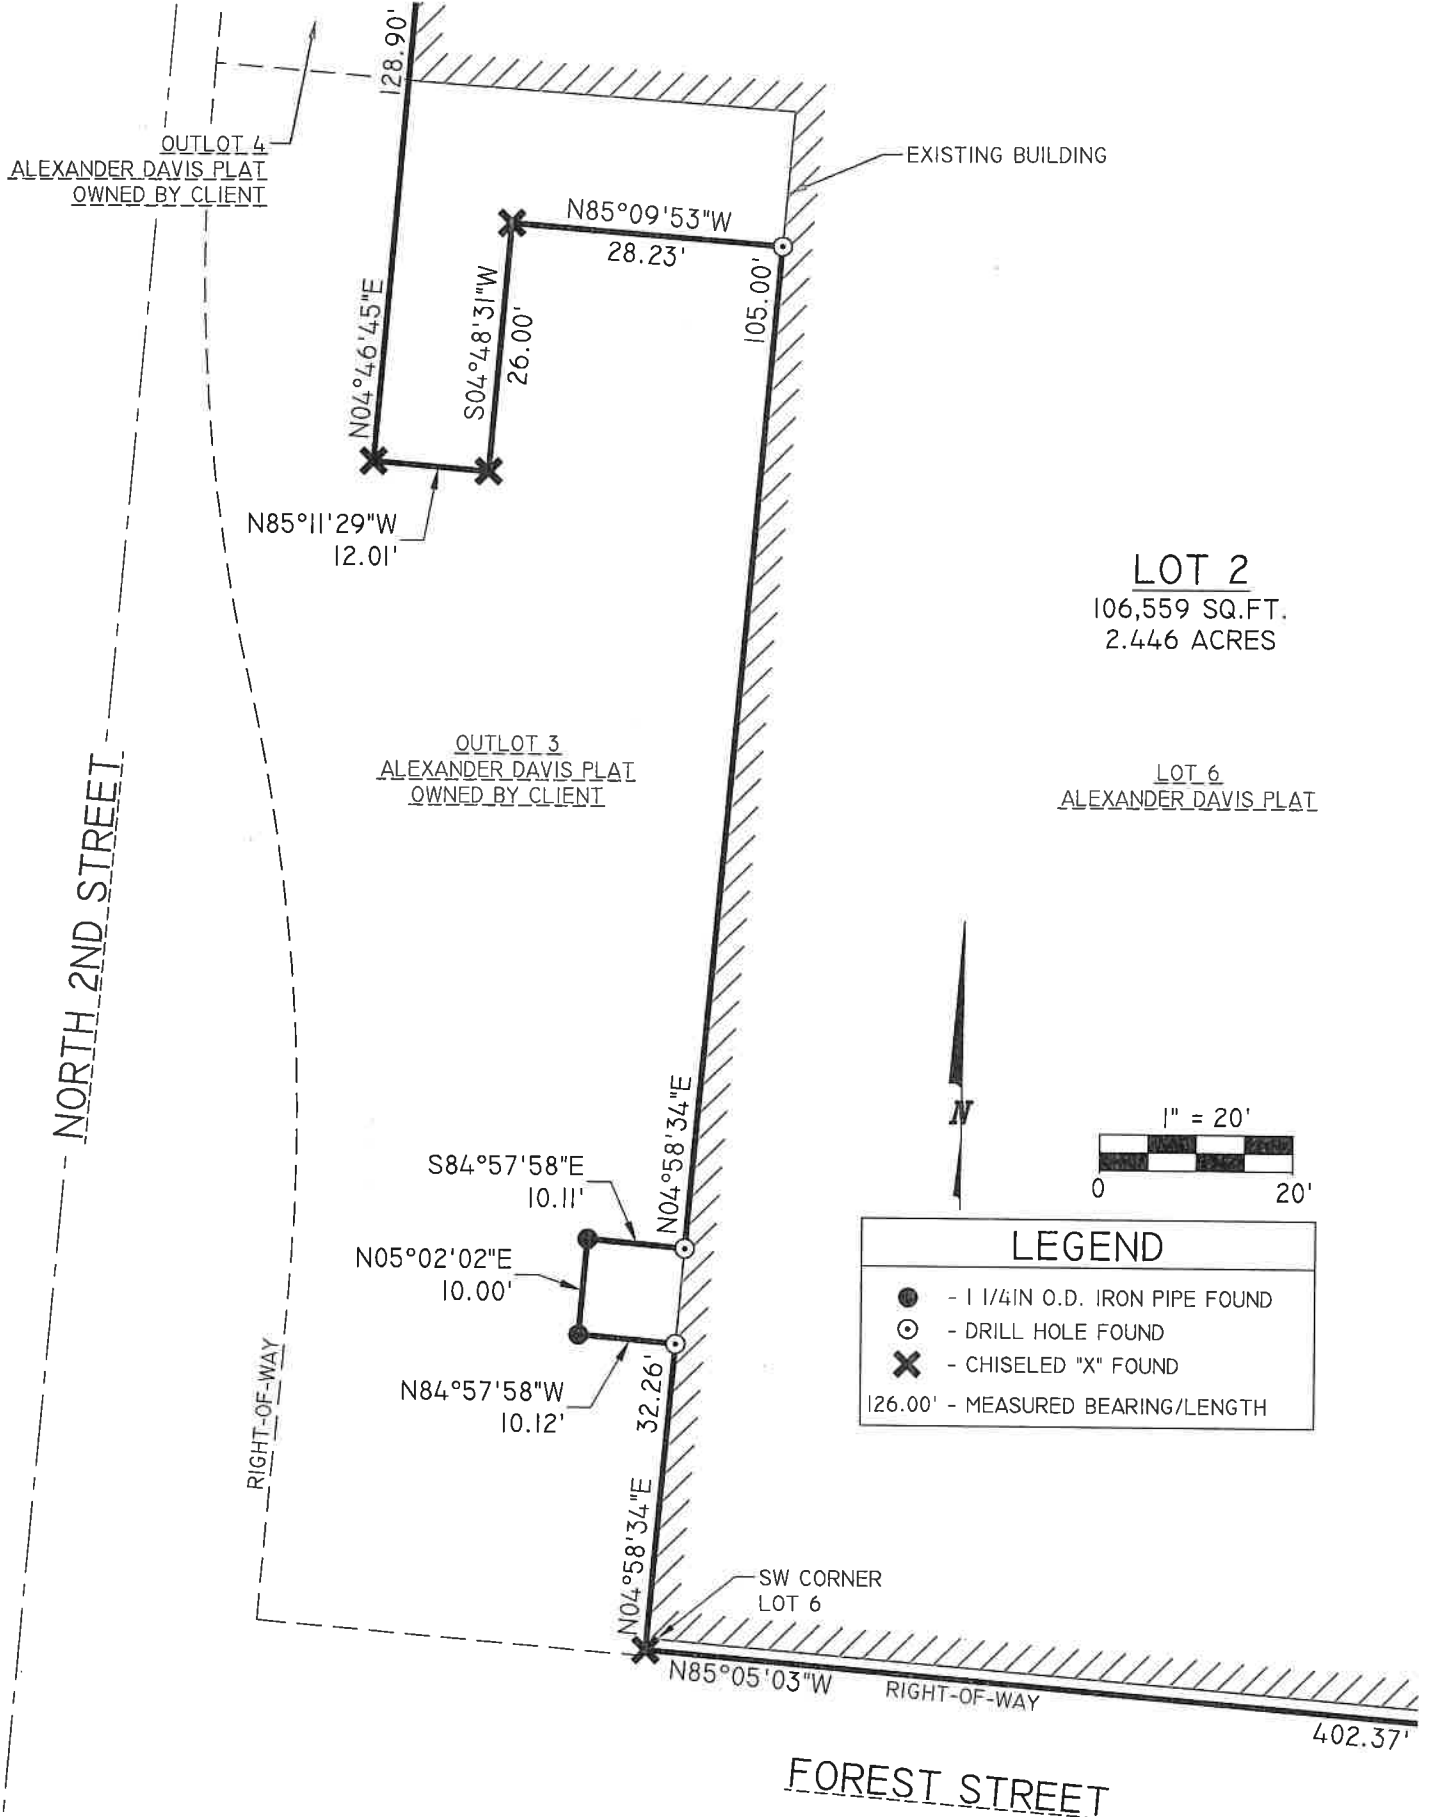 128.90'
OUTLOT 4
ALEXANDER DAVIS PLAT
OWNED BY CLIENT
EXISTING BUILDING
N85°09'53"W
28.23'
105.00'
N04°46'45"E
S04°48'31"W
26.00'
N85°11'29"W
12.01'
LOT 2
106,559 SQ.FT.
2.446 ACRES
OUTLOT 3
ALEXANDER DAVIS PLAT
OWNED BY CLIENT
LOT 6
ALEXANDER DAVIS PLAT
NORTH 2ND STREET
N04°58'34"E
N
1" = 20'
0 20'
S84°57'58"E
10.11'
N05°02'02"E
10.00'
N84°57'58"W
10.12'
LEGEND
- 1 1/4IN O.D. IRON PIPE FOUND
- DRILL HOLE FOUND
- CHISELED "X" FOUND
126.00' - MEASURED BEARING/LENGTH
RIGHT-OF-WAY
32.26'
N04°58'34"E
SW CORNER
LOT 6
N85°05'03"W
RIGHT-OF-WAY
402.37'
FOREST STREET